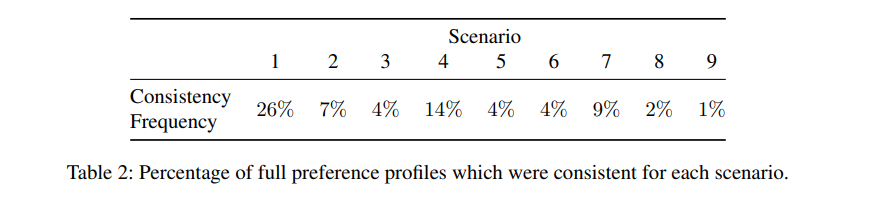 Scenario
1 2 3 4 5 6 7 8 9
Consistency
Frequency
26% 7% 4% 14% 4% 4% 9% 2% 1%
Table 2: Percentage of full preference profiles which were consistent for each scenario.